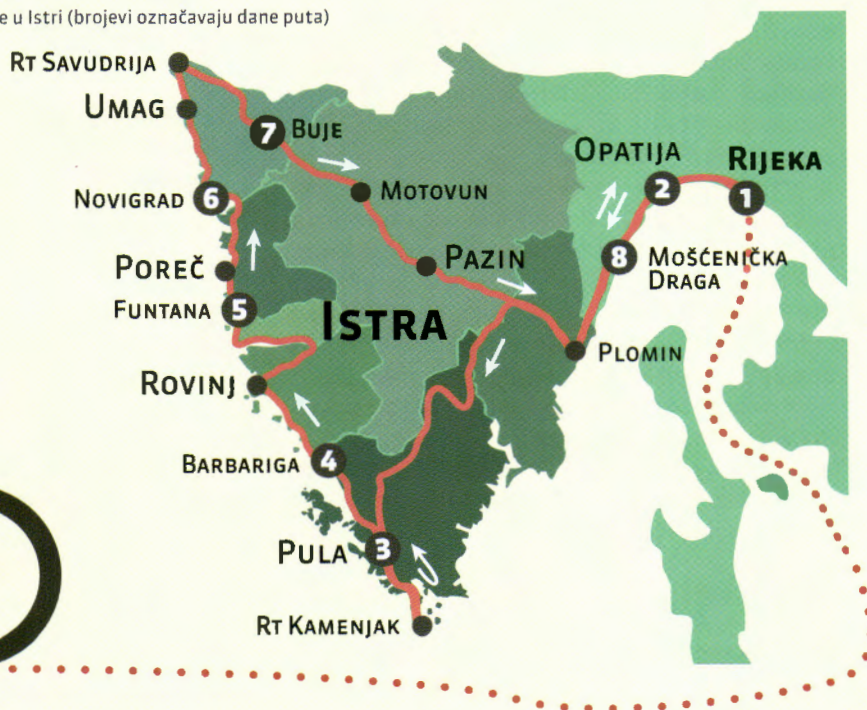 e u Istri (brojevi označavaju dane puta)
RT SAVUDRIJA
UMAG
7 BUJE
OPATIJA
RIJEKA
2
1
NOVIGRAD 6
MOTOVUN
POREČ
PAZIN
8 MOŠĆENIČKA
DRAGA
FUNTANA 5
ISTRA
PLOMIN
ROVINJ
BARBARIGA 4
PULA 3
RT KAMENJAK